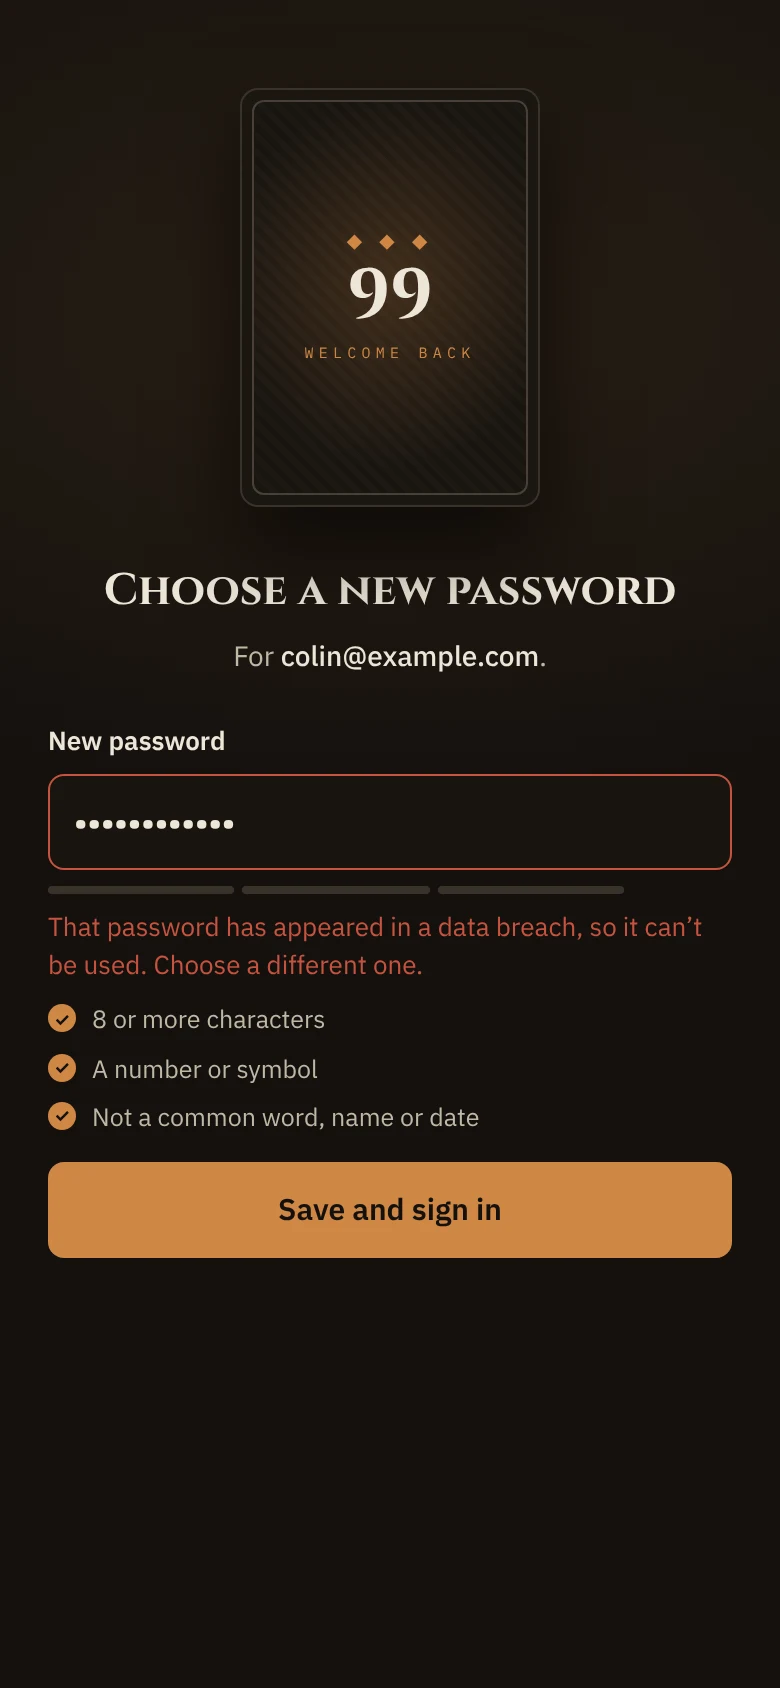 99
WELCOME BACK
Choose a new password
For colin@example.com.
New password
••••••••••••
That password has appeared in a data breach, so it can’t
be used. Choose a different one.
8 or more characters
A number or symbol
Not a common word, name or date
Save and sign in